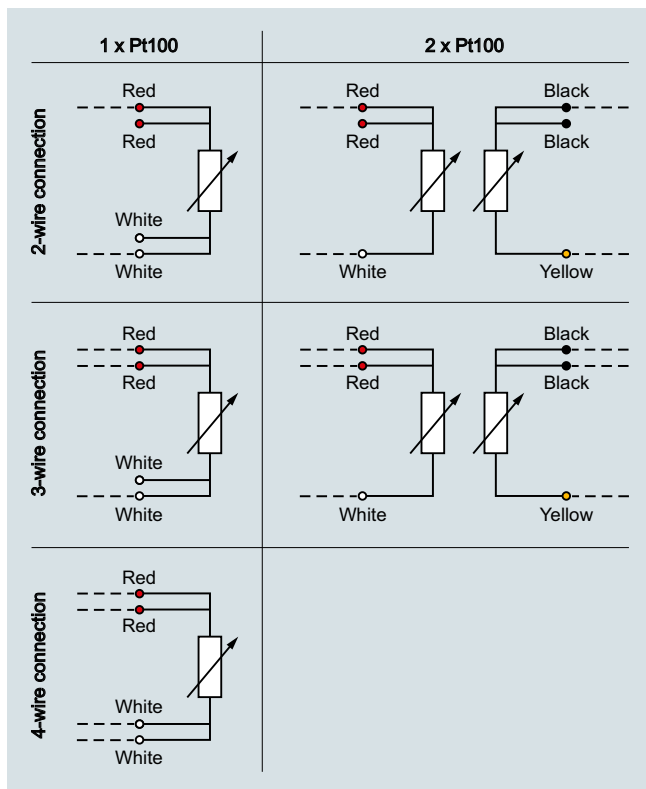 1 x Pt100
2 x Pt100
2-wire connection
Red
Red
White
White
Red
Red
White
Black
Black
Yellow
3-wire connection
Red
Red
White
White
Red
Red
White
Black
Black
Yellow
4-wire connection
Red
Red
White
White